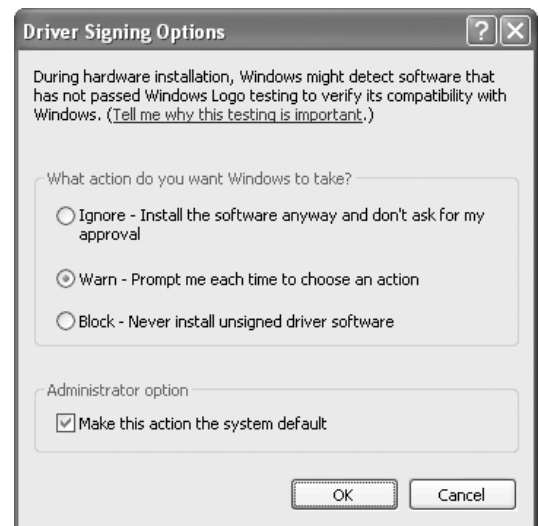 Driver Signing Options
During hardware installation, Windows might detect software that
has not passed Windows Logo testing to verify its compatibility with
Windows. (Tell me why this testing is important.)
What action do you want Windows to take?
Ignore - Install the software anyway and don't ask for my
approval
Warn - Prompt me each time to choose an action
Block - Never install unsigned driver software
Administrator option
Make this action the system default
OK Cancel